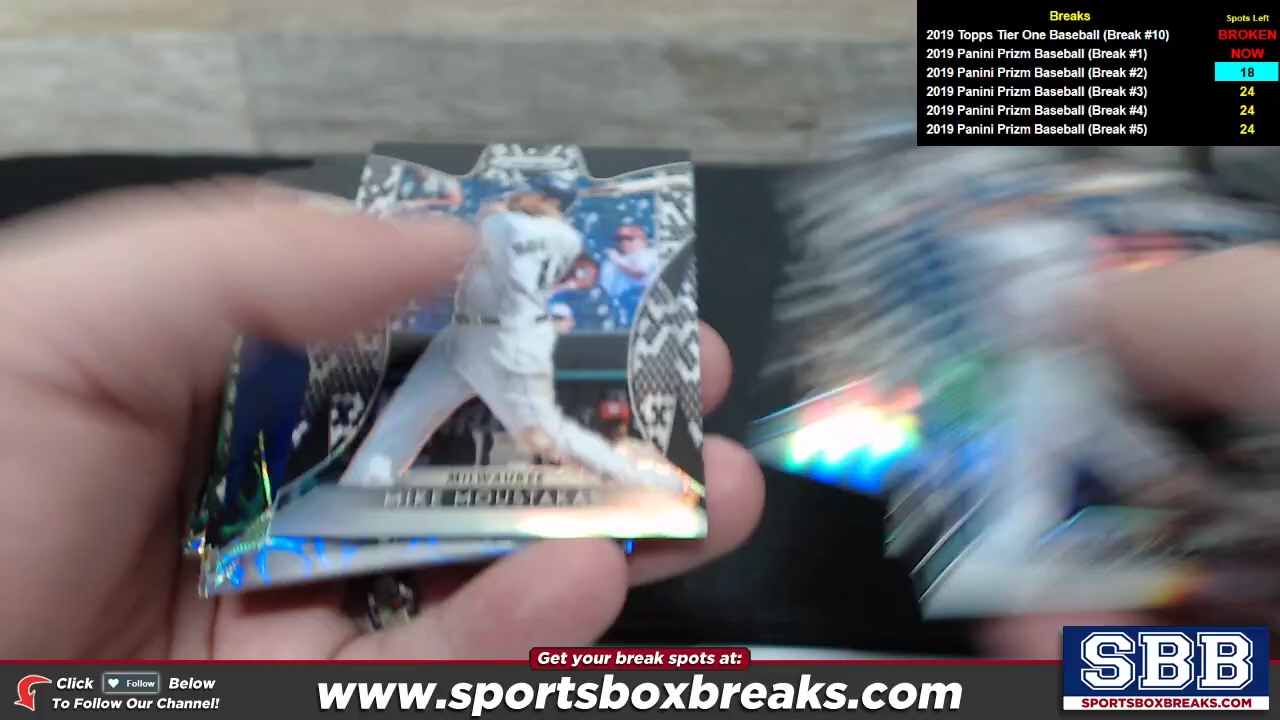 Breaks Spots Left
2019 Topps Tier One Baseball (Break #10) BROKEN
2019 Panini Prizm Baseball (Break #1) NOW
2019 Panini Prizm Baseball (Break #2) 18
2019 Panini Prizm Baseball (Break #3) 24
2019 Panini Prizm Baseball (Break #4) 24
2019 Panini Prizm Baseball (Break #5) 24
MILWAUKEE
MIKE MOUSTAKAS
Get your break spots at:
Click Follow Below
To Follow Our Channel!
www.sportsboxbreaks.com
SBB
SPORTSBOXBREAKS.COM